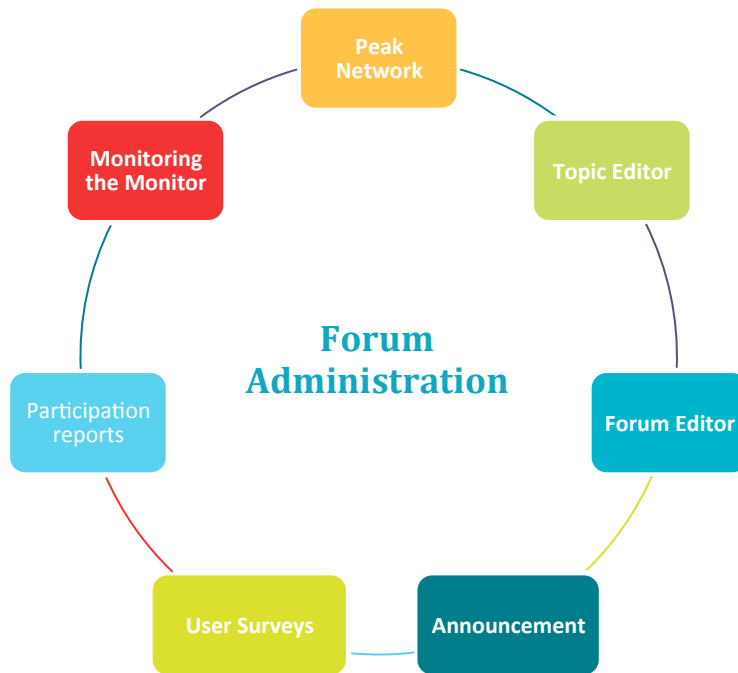 Peak
Network
Topic Editor
Forum Editor
Announcement
User Surveys
Participation
reports
Monitoring
the Monitor
Forum
Administration